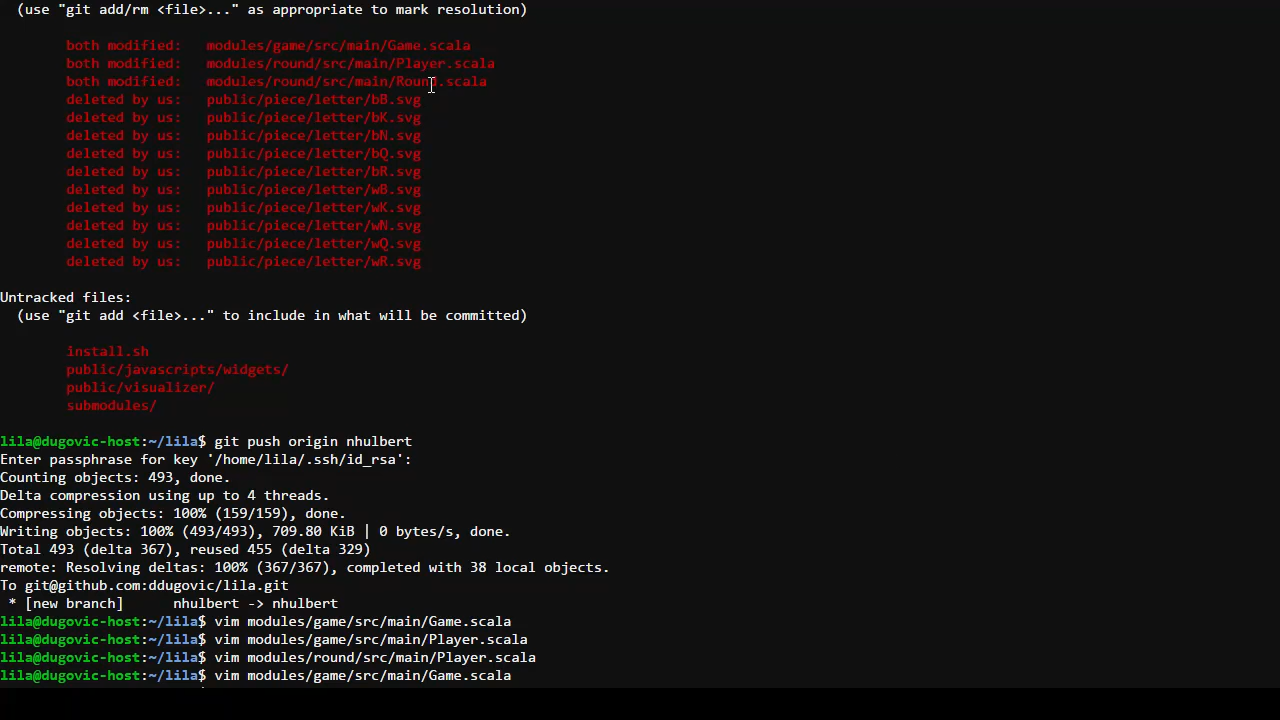 (use "git add/rm <file>..." as appropriate to mark resolution)
both modified: modules/game/src/main/Game.scala
both modified: modules/round/src/main/Player.scala
both modified: modules/round/src/main/Round.scala
deleted by us: public/piece/letter/bB.svg
deleted by us: public/piece/letter/bK.svg
deleted by us: public/piece/letter/bN.svg
deleted by us: public/piece/letter/bQ.svg
deleted by us: public/piece/letter/bR.svg
deleted by us: public/piece/letter/wB.svg
deleted by us: public/piece/letter/wK.svg
deleted by us: public/piece/letter/wN.svg
deleted by us: public/piece/letter/wQ.svg
deleted by us: public/piece/letter/wR.svg
Untracked files:
(use "git add <file>..." to include in what will be committed)
install.sh
public/javascripts/widgets/
public/visualizer/
submodules/
lila@dugovic-host:~/lila$ git push origin nhulbert
Enter passphrase for key '/home/lila/.ssh/id_rsa':
Counting objects: 493, done.
Delta compression using up to 4 threads.
Compressing objects: 100% (159/159), done.
Writing objects: 100% (493/493), 709.80 KiB | 0 bytes/s, done.
Total 493 (delta 367), reused 455 (delta 329)
remote: Resolving deltas: 100% (367/367), completed with 38 local objects.
To git@github.com:ddugovic/lila.git
* [new branch] nhulbert -> nhulbert
lila@dugovic-host:~/lila$ vim modules/game/src/main/Game.scala
lila@dugovic-host:~/lila$ vim modules/game/src/main/Player.scala
lila@dugovic-host:~/lila$ vim modules/round/src/main/Player.scala
lila@dugovic-host:~/lila$ vim modules/game/src/main/Game.scala